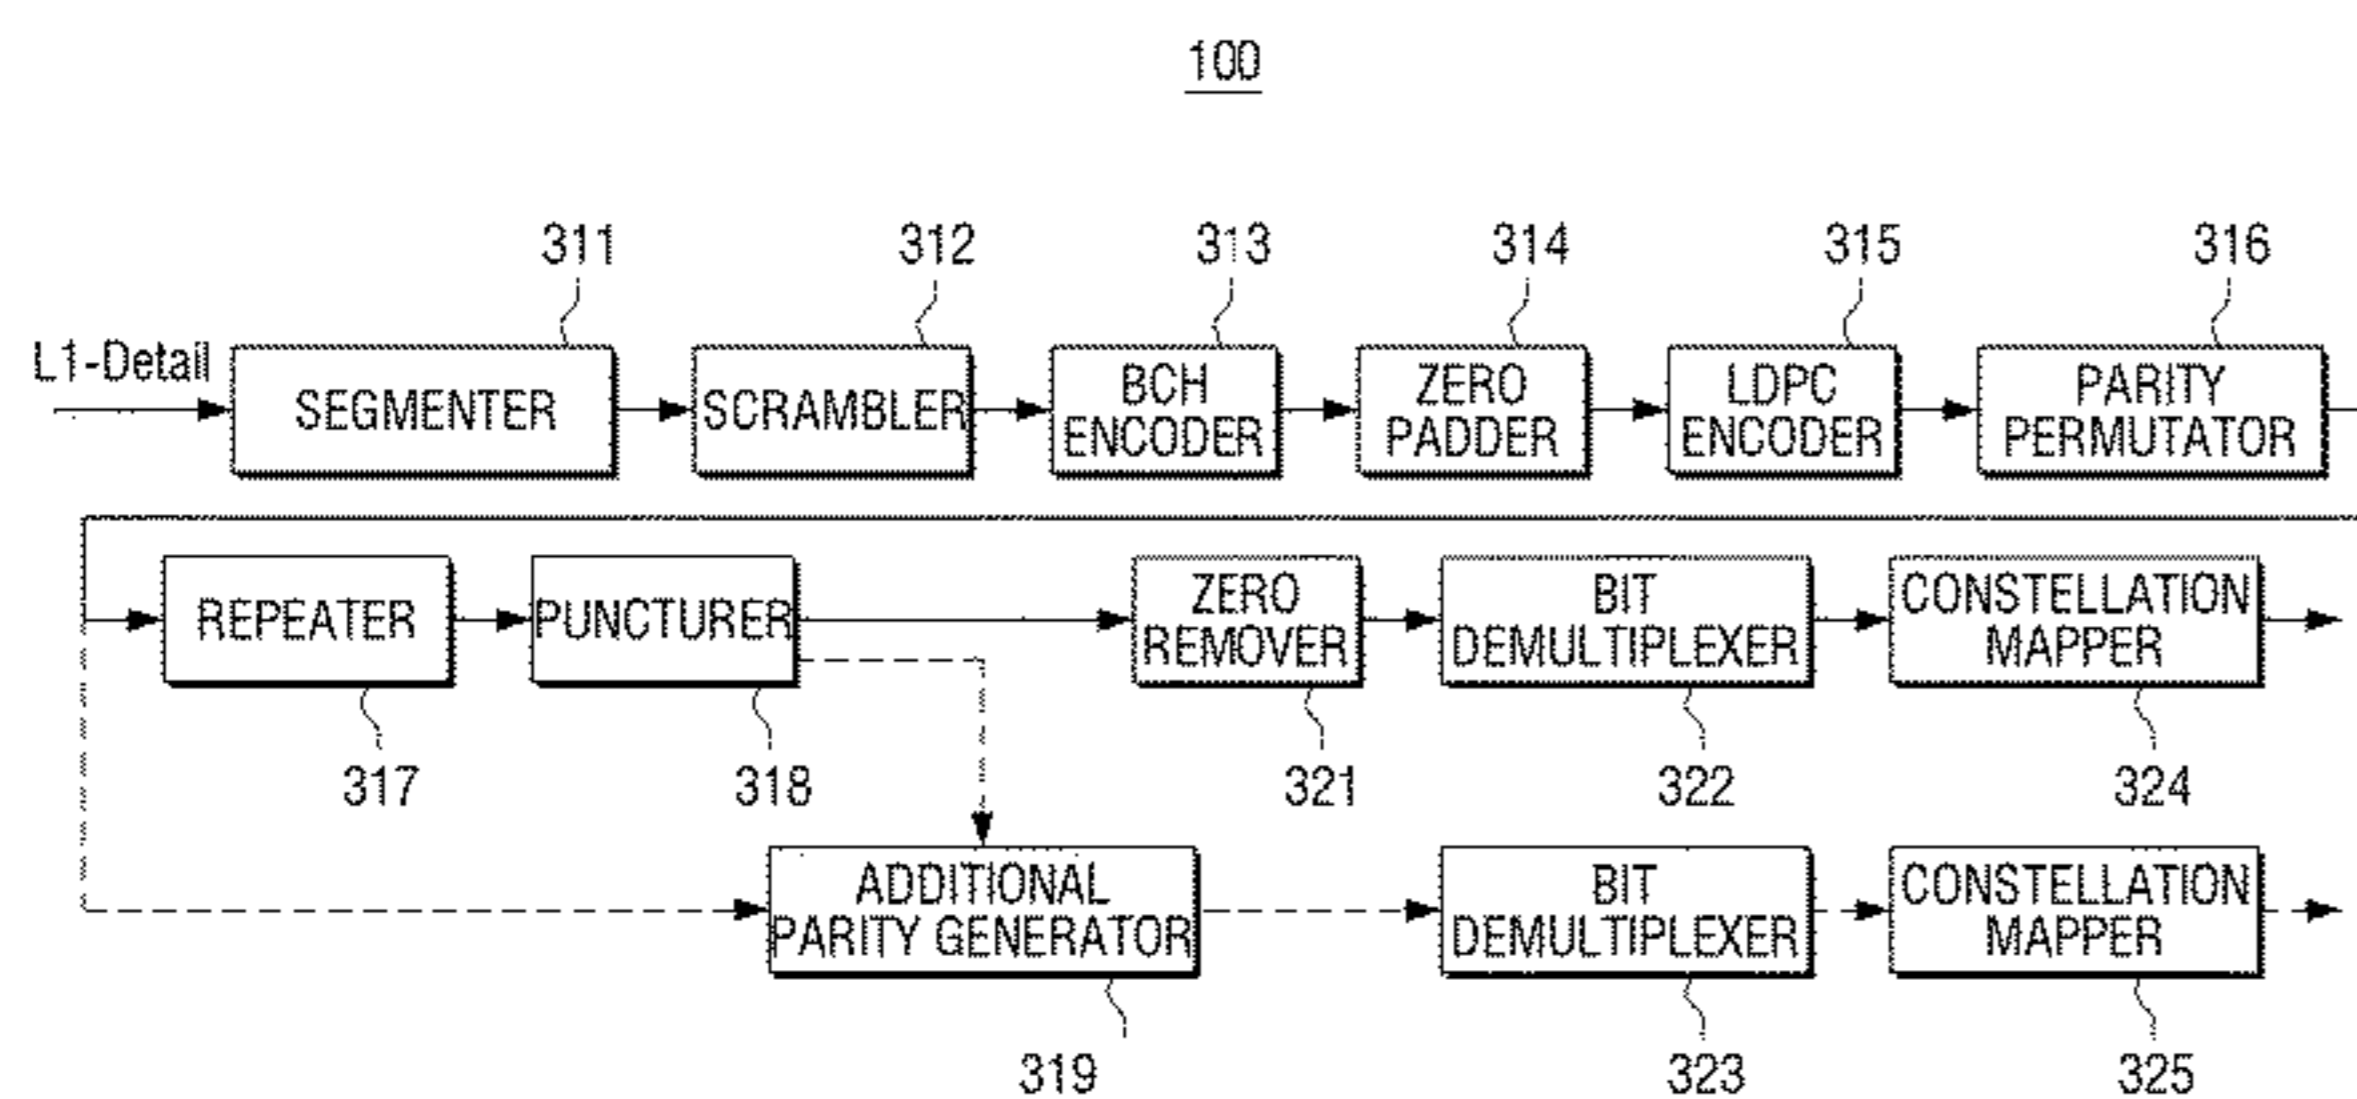 100
311
312
313
314
315
316
L1-Detail
SEGMENTER
SCRAMBLER
BCH
ENCODER
ZERO
PADDER
LDPC
ENCODER
PARITY
PERMUTATOR
REPEATER
PUNCTURER
ZERO
REMOVER
BIT
DEMULTIPLEXER
CONSTELLATION
MAPPER
317
318
321
322
324
ADDITIONAL
PARITY GENERATOR
BIT
DEMULTIPLEXER
CONSTELLATION
MAPPER
319
323
325